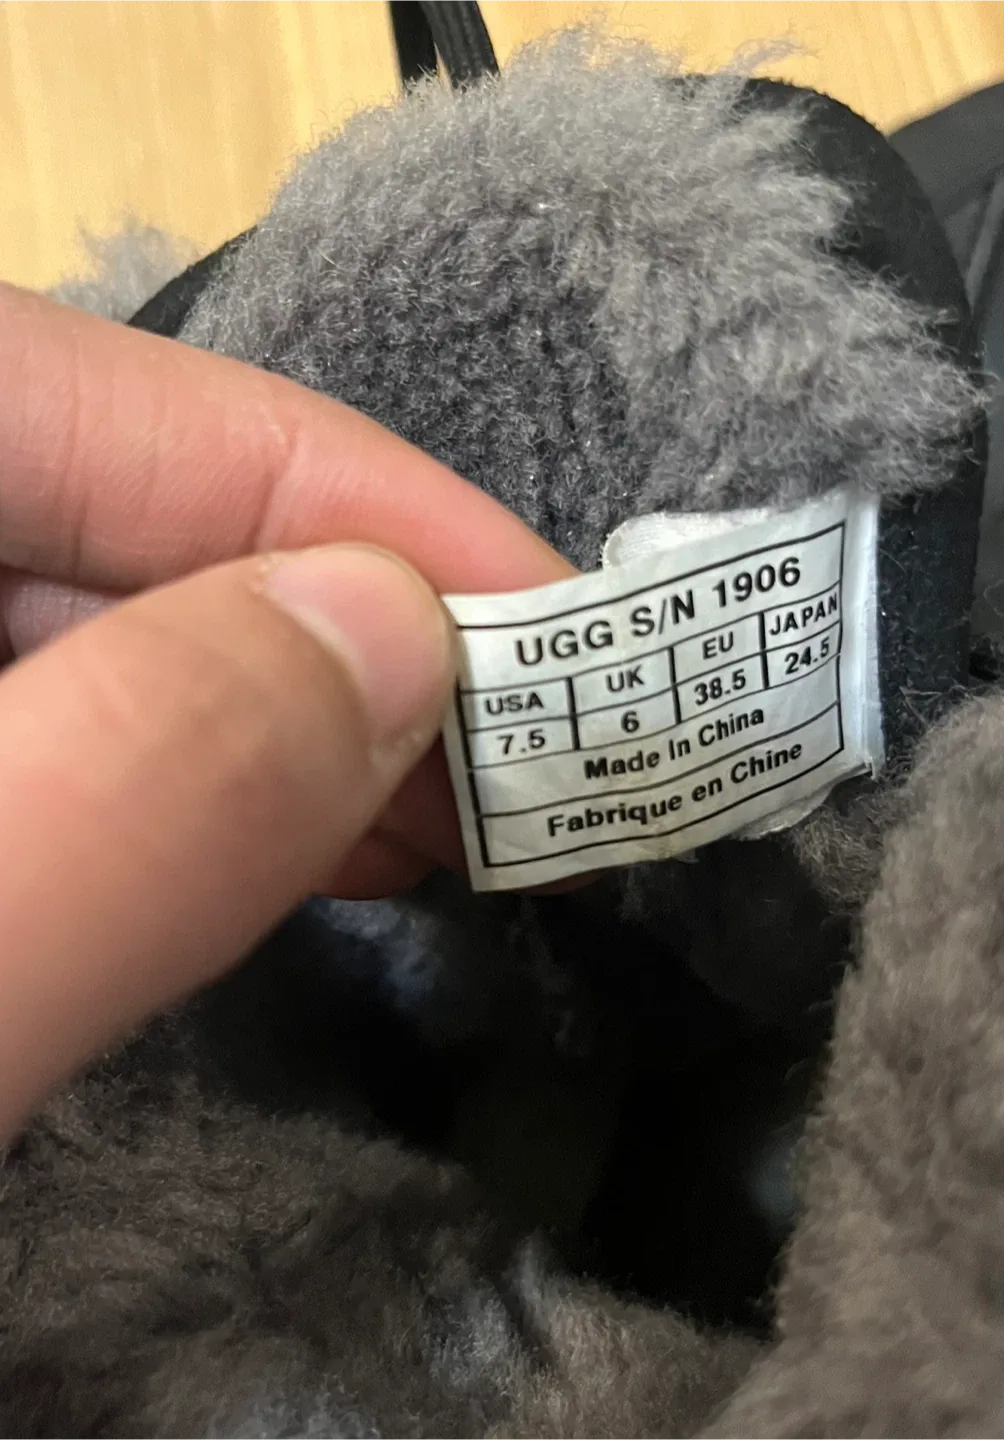 UGG S/N 1906
USA UK EU JAPAN
7.5 6 38.5 24.5
Made In China
Fabrique en Chine